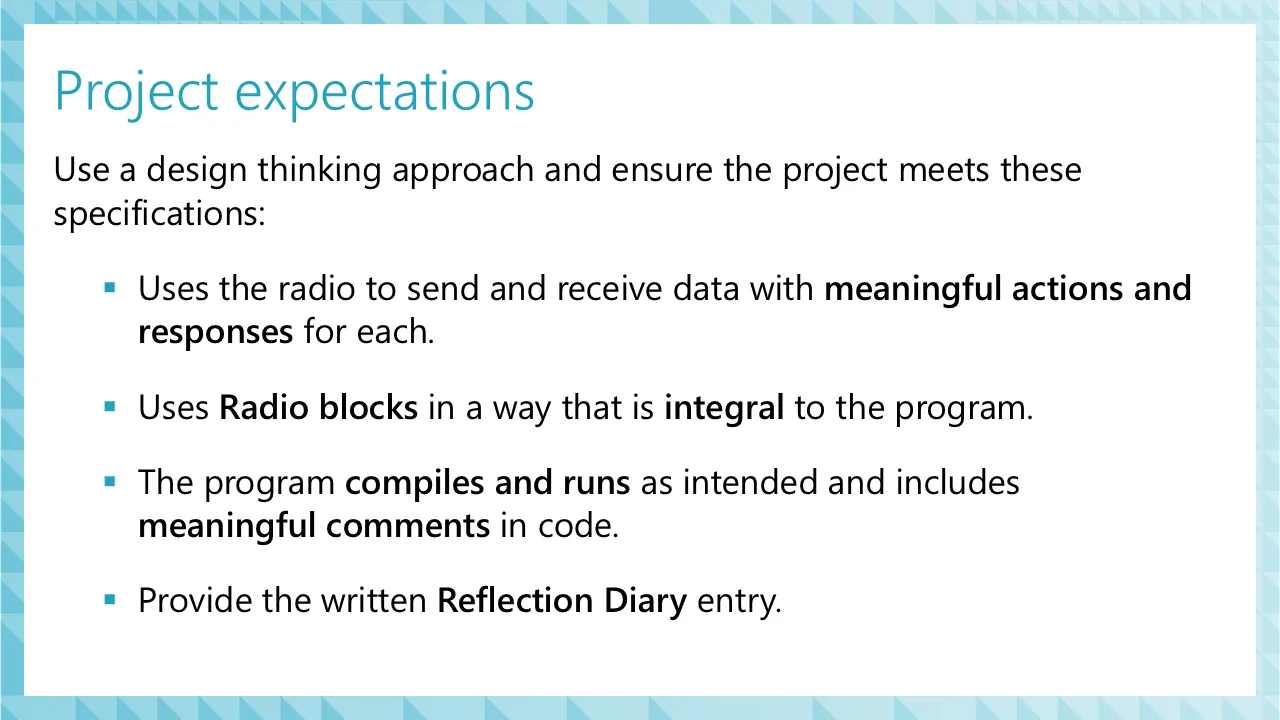 Project expectations
Use a design thinking approach and ensure the project meets these
specifications:
▪ Uses the radio to send and receive data with meaningful actions and
responses for each.
▪ Uses Radio blocks in a way that is integral to the program.
▪ The program compiles and runs as intended and includes
meaningful comments in code.
▪ Provide the written Reflection Diary entry.